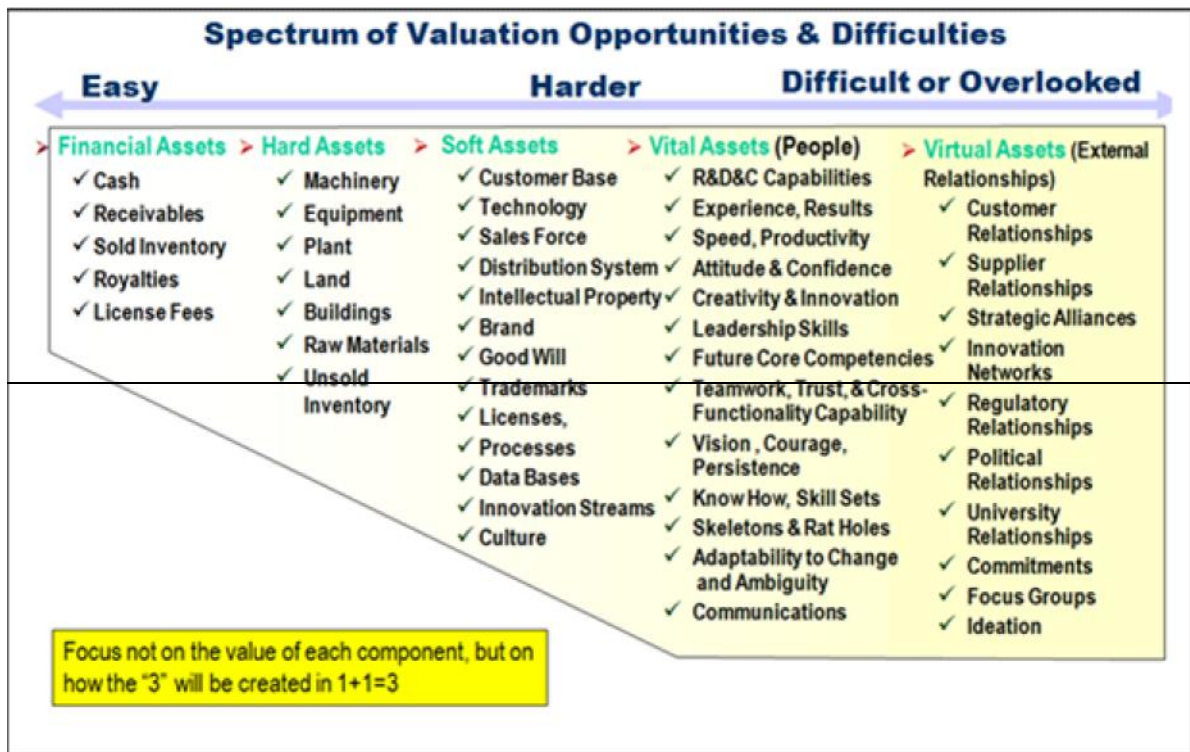 Spectrum of Valuation Opportunities & Difficulties
Easy
Harder
Difficult or Overlooked
Financial Assets
Cash
Receivables
Sold Inventory
Royalties
License Fees
Hard Assets
Machinery
Equipment
Plant
Land
Buildings
Raw Materials
Unsold
Inventory
Soft Assets
Customer Base
Technology
Sales Force
Distribution System
Intellectual Property
Brand
Good Will
Trademarks
Licenses,
Processes
Data Bases
Innovation Streams
Culture
Vital Assets (People)
R&D&C Capabilities
Experience, Results
Speed, Productivity
Attitude & Confidence
Creativity & Innovation
Leadership Skills
Future Core Competencies
Teamwork, Trust, & Cross-
Functionality Capability
Vision , Courage,
Persistence
Know How, Skill Sets
Skeletons & Rat Holes
Adaptability to Change
and Ambiguity
Communications
Virtual Assets (External
Relationships)
Customer
Relationships
Supplier
Relationships
Strategic Alliances
Innovation
Networks
Regulatory
Relationships
Political
Relationships
University
Relationships
Commitments
Focus Groups
Ideation
Focus not on the value of each component, but on
how the “3” will be created in 1+1=3